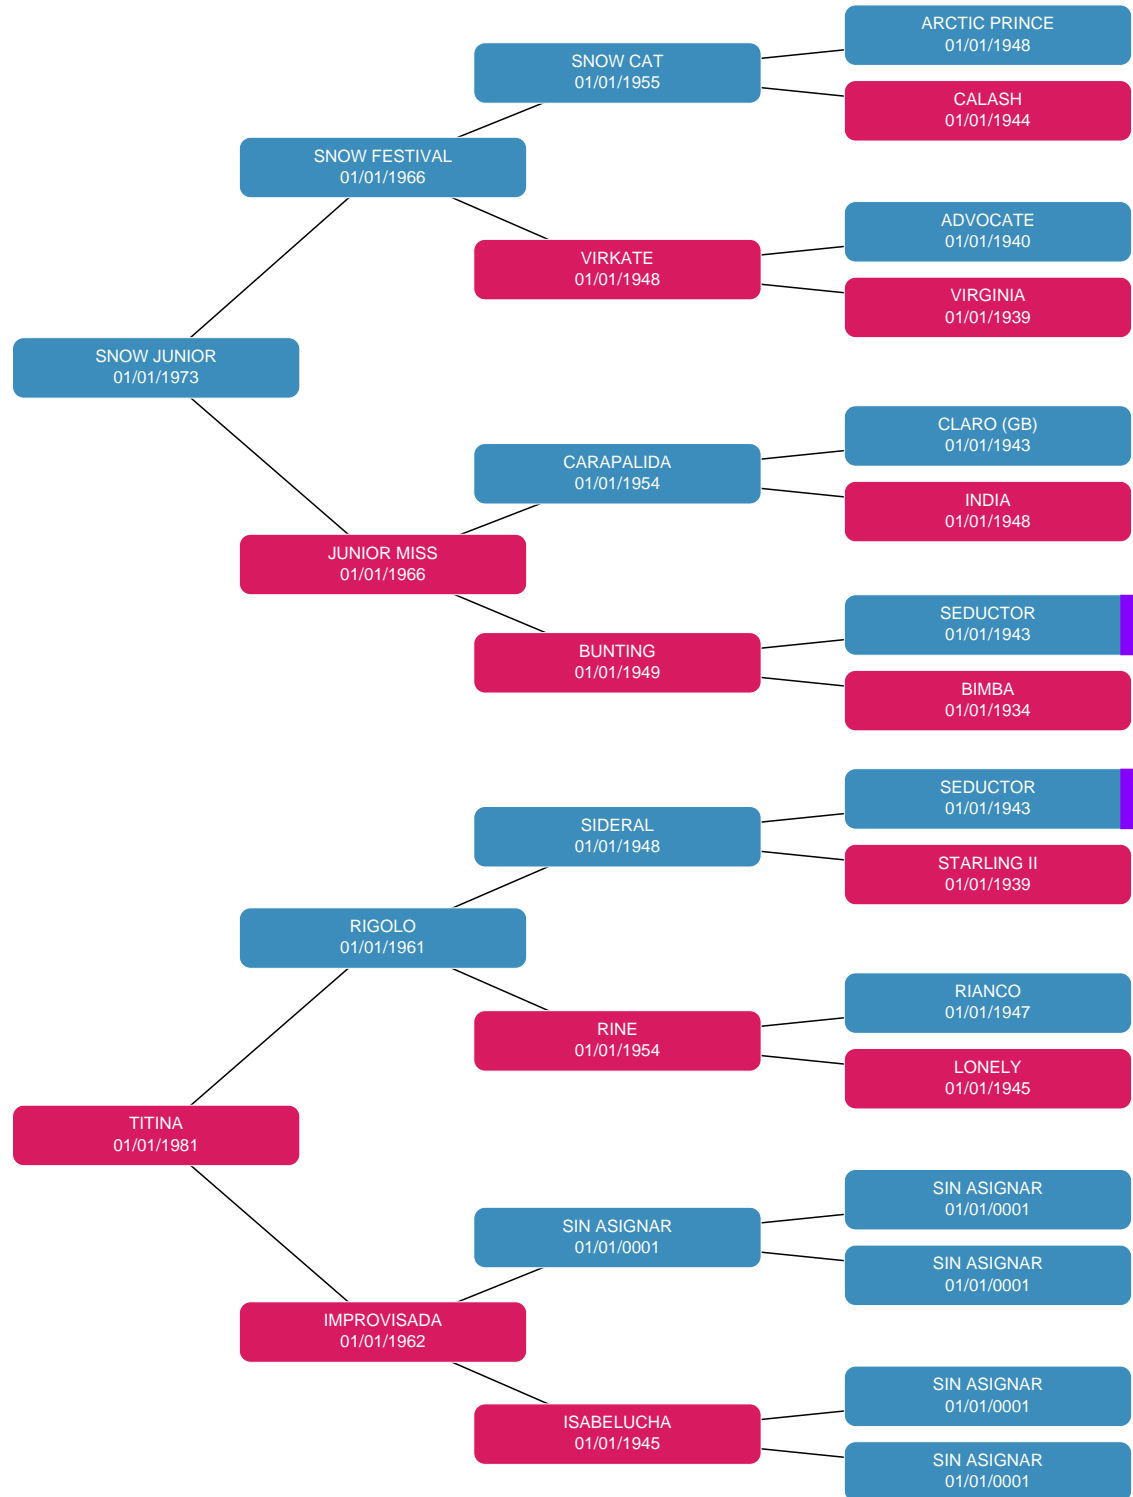 ARCTIC PRINCE
01/01/1948
SNOW CAT
01/01/1955
CALASH
01/01/1944
SNOW FESTIVAL
01/01/1966
ADVOCATE
01/01/1940
VIRKATE
01/01/1948
VIRGINIA
01/01/1939
SNOW JUNIOR
01/01/1973
CLARO (GB)
01/01/1943
CARAPALIDA
01/01/1954
INDIA
01/01/1948
JUNIOR MISS
01/01/1966
SEDUCTOR
01/01/1943
BUNTING
01/01/1949
BIMBA
01/01/1934
SEDUCTOR
01/01/1943
SIDERAL
01/01/1948
STARLING II
01/01/1939
RIGOLO
01/01/1961
RIANCO
01/01/1947
RINE
01/01/1954
LONELY
01/01/1945
TITINA
01/01/1981
SIN ASIGNAR
01/01/0001
SIN ASIGNAR
01/01/0001
SIN ASIGNAR
01/01/0001
IMPROVISADA
01/01/1962
SIN ASIGNAR
01/01/0001
ISABELUCHA
01/01/1945
SIN ASIGNAR
01/01/0001